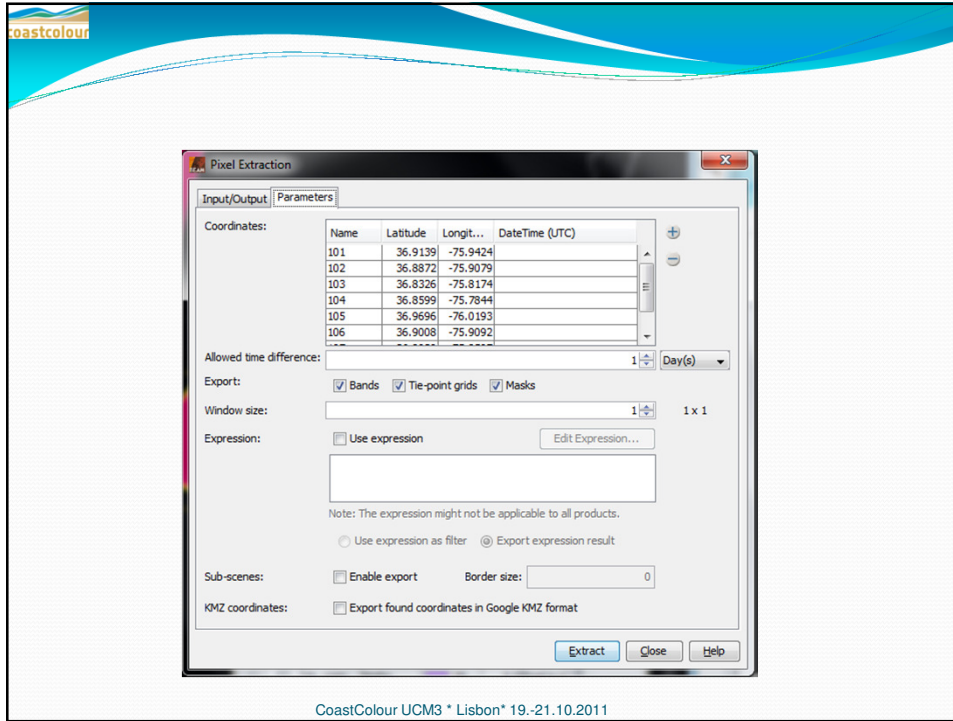 coastcolour
Pixel Extraction
Input/Output Parameters
Coordinates:
Name Latitude Longit... DateTime (UTC)
101 36.9139 -75.9424
102 36.8872 -75.9079
103 36.8326 -75.8174
104 36.8599 -75.7844
105 36.9696 -76.0193
106 36.9008 -75.9092
Allowed time difference: 1 Day(s)
Export: Bands Tie-point grids Masks
Window size: 1 1 x 1
Expression: Use expression Edit Expression...
Note: The expression might not be applicable to all products.
Use expression as filter Export expression result
Sub-scenes: Enable export Border size: 0
KMZ coordinates: Export found coordinates in Google KMZ format
Extract Close Help
CoastColour UCM3 * Lisbon* 19.-21.10.2011